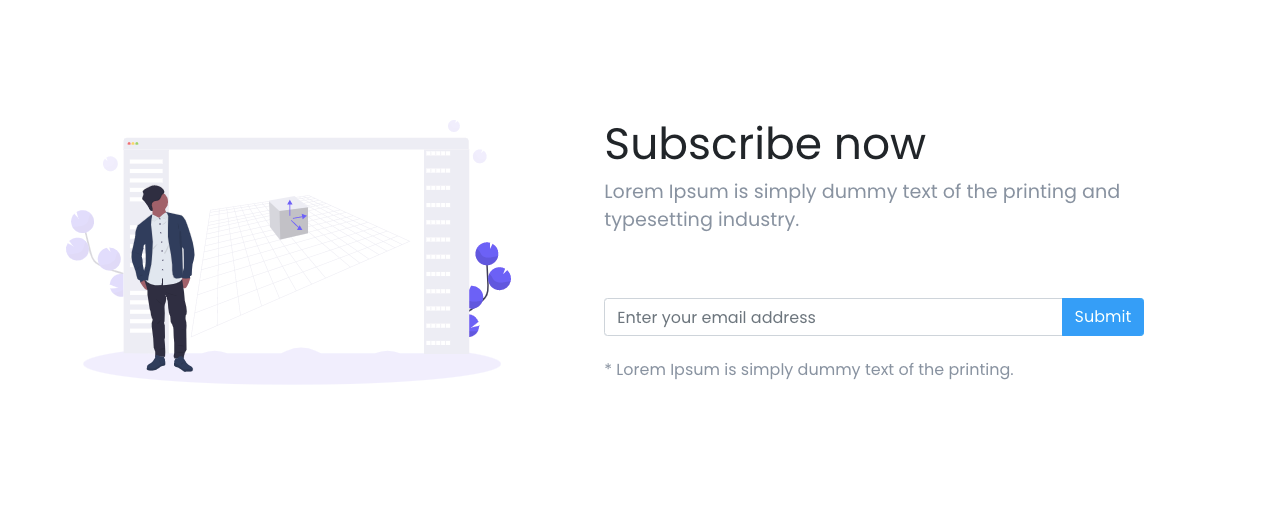 Subscribe now
Lorem Ipsum is simply dummy text of the printing and
typesetting industry.
Enter your email address
Submit
* Lorem Ipsum is simply dummy text of the printing.